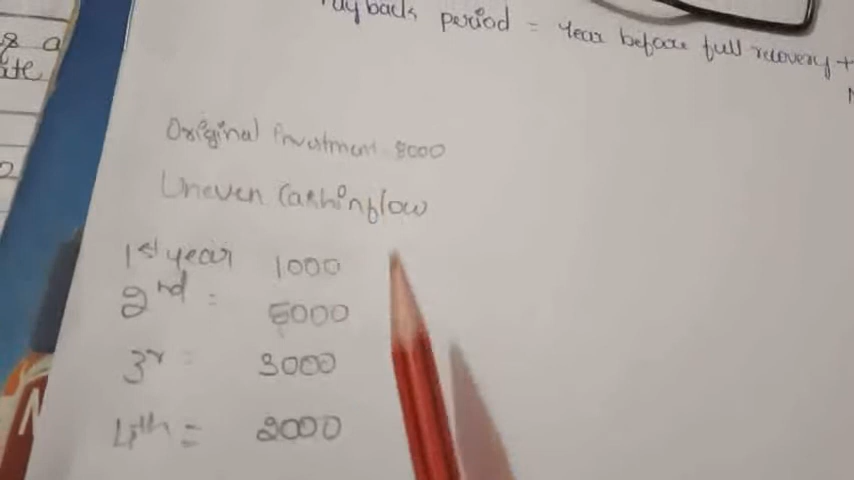 payback period = Year before full recovery +
Original Investment 8000
Uneven Cashinflow
1st year 1000
2nd = 5000
3r = 3000
4th = 2000